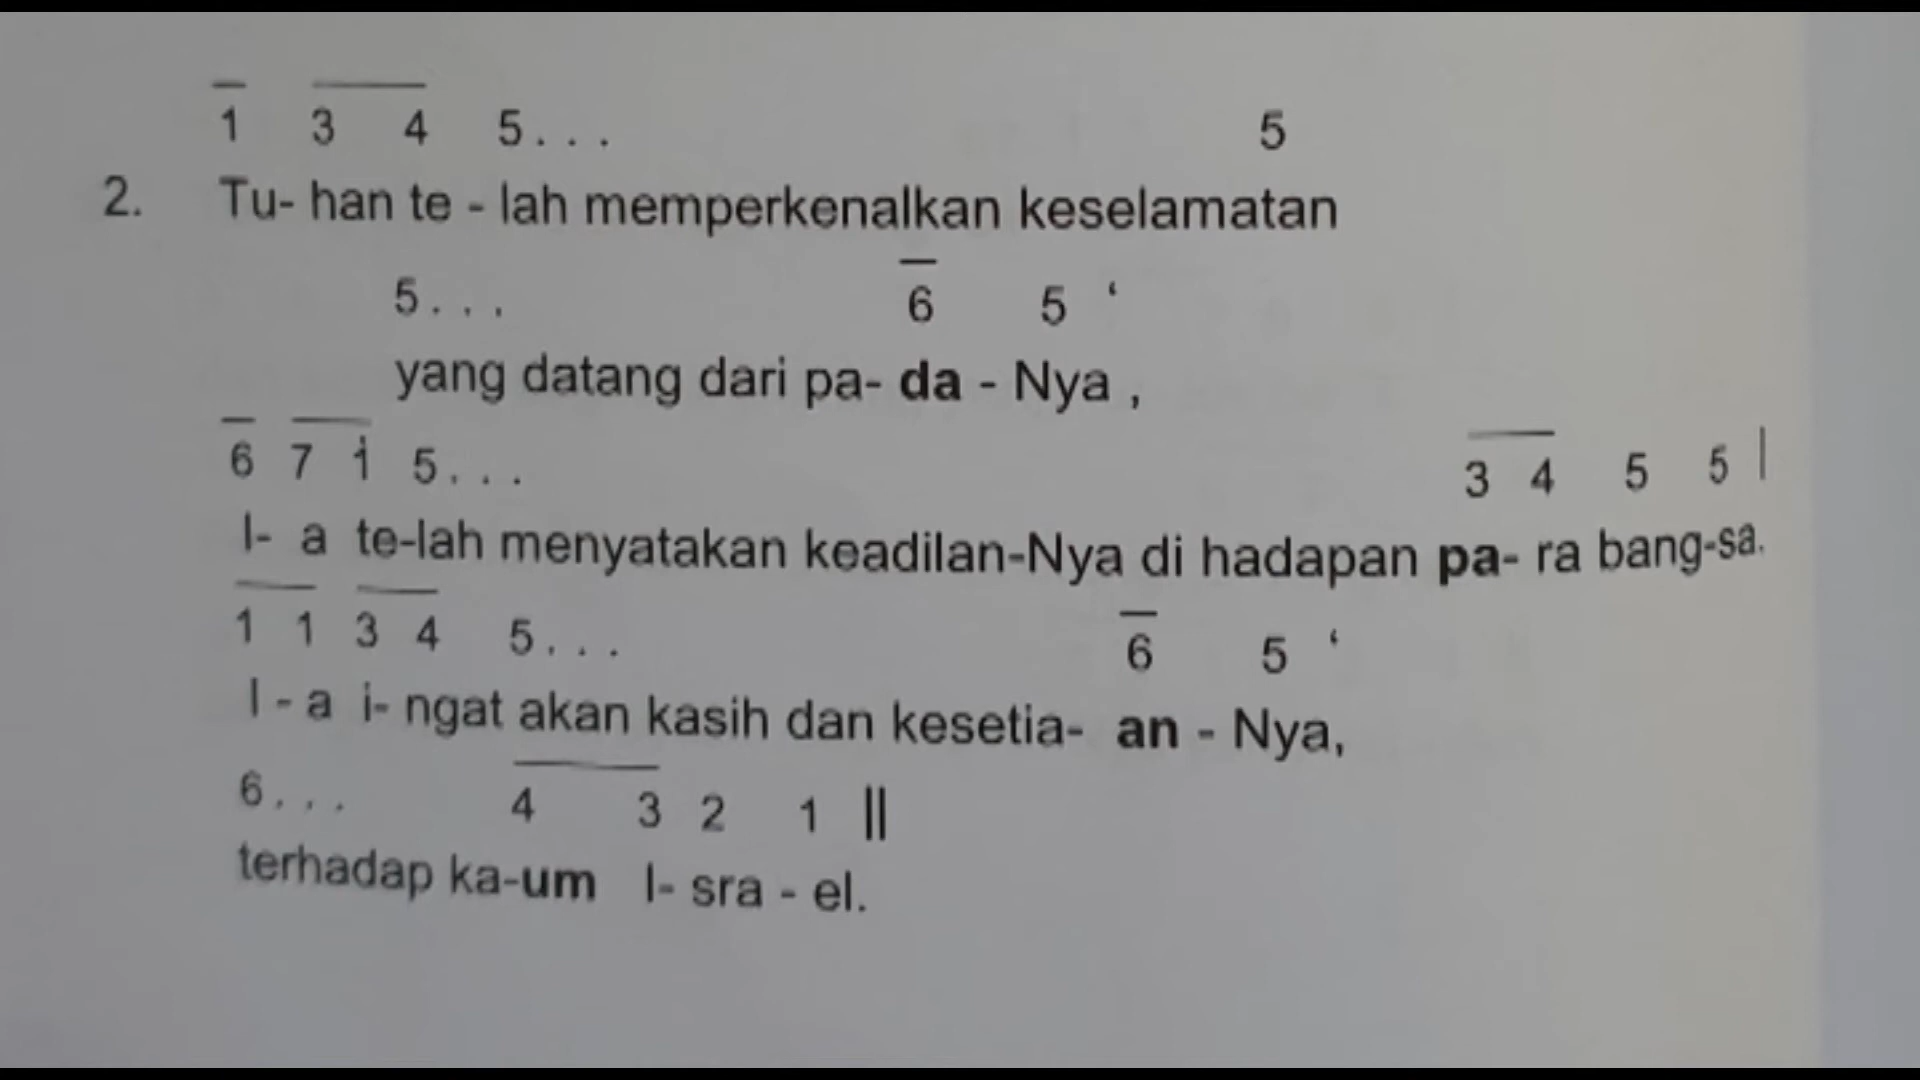 1 3 4 5... 5
2. Tu- han te - lah memperkenalkan keselamatan
5... 6 5 ‘
yang datang dari pa- da - Nya ,
6 7 1̇ 5... 3 4 5 5 |
I- a te-lah menyatakan keadilan-Nya di hadapan pa- ra bang-sa.
1 1 3 4 5... 6 5 ‘
I - a i- ngat akan kasih dan kesetia- an - Nya,
6... 4 3 2 1 ||
terhadap ka-um I- sra - el.